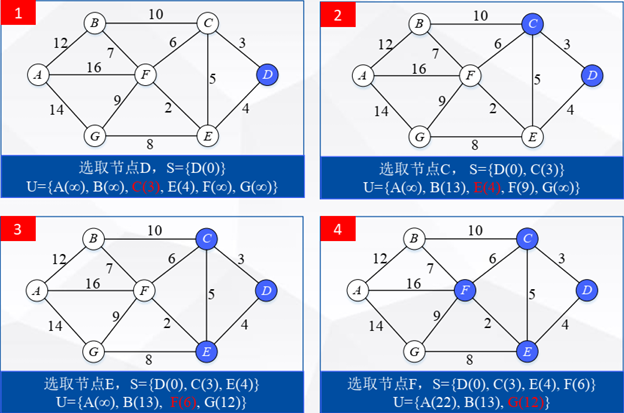 1
10
B
C
12
7
6
3
A
16
F
D
5
14
9
2
4
G
E
8
选取节点D，S={D(0)}
U={A(∞), B(∞), C(3), E(4), F(∞), G(∞)}
2
10
B
C
12
7
6
3
A
16
F
D
5
14
9
2
4
G
E
8
选取节点C，S={D(0), C(3)}
U={A(∞), B(13), E(4), F(9), G(∞)}
3
10
B
C
12
7
6
3
A
16
F
D
5
14
9
2
4
G
E
8
选取节点E，S={D(0), C(3), E(4)}
U={A(∞), B(13), F(6), G(12)}
4
10
B
C
12
7
6
3
A
16
F
D
5
14
9
2
4
G
E
8
选取节点F，S={D(0), C(3), E(4), F(6)}
U={A(22), B(13), G(12)}